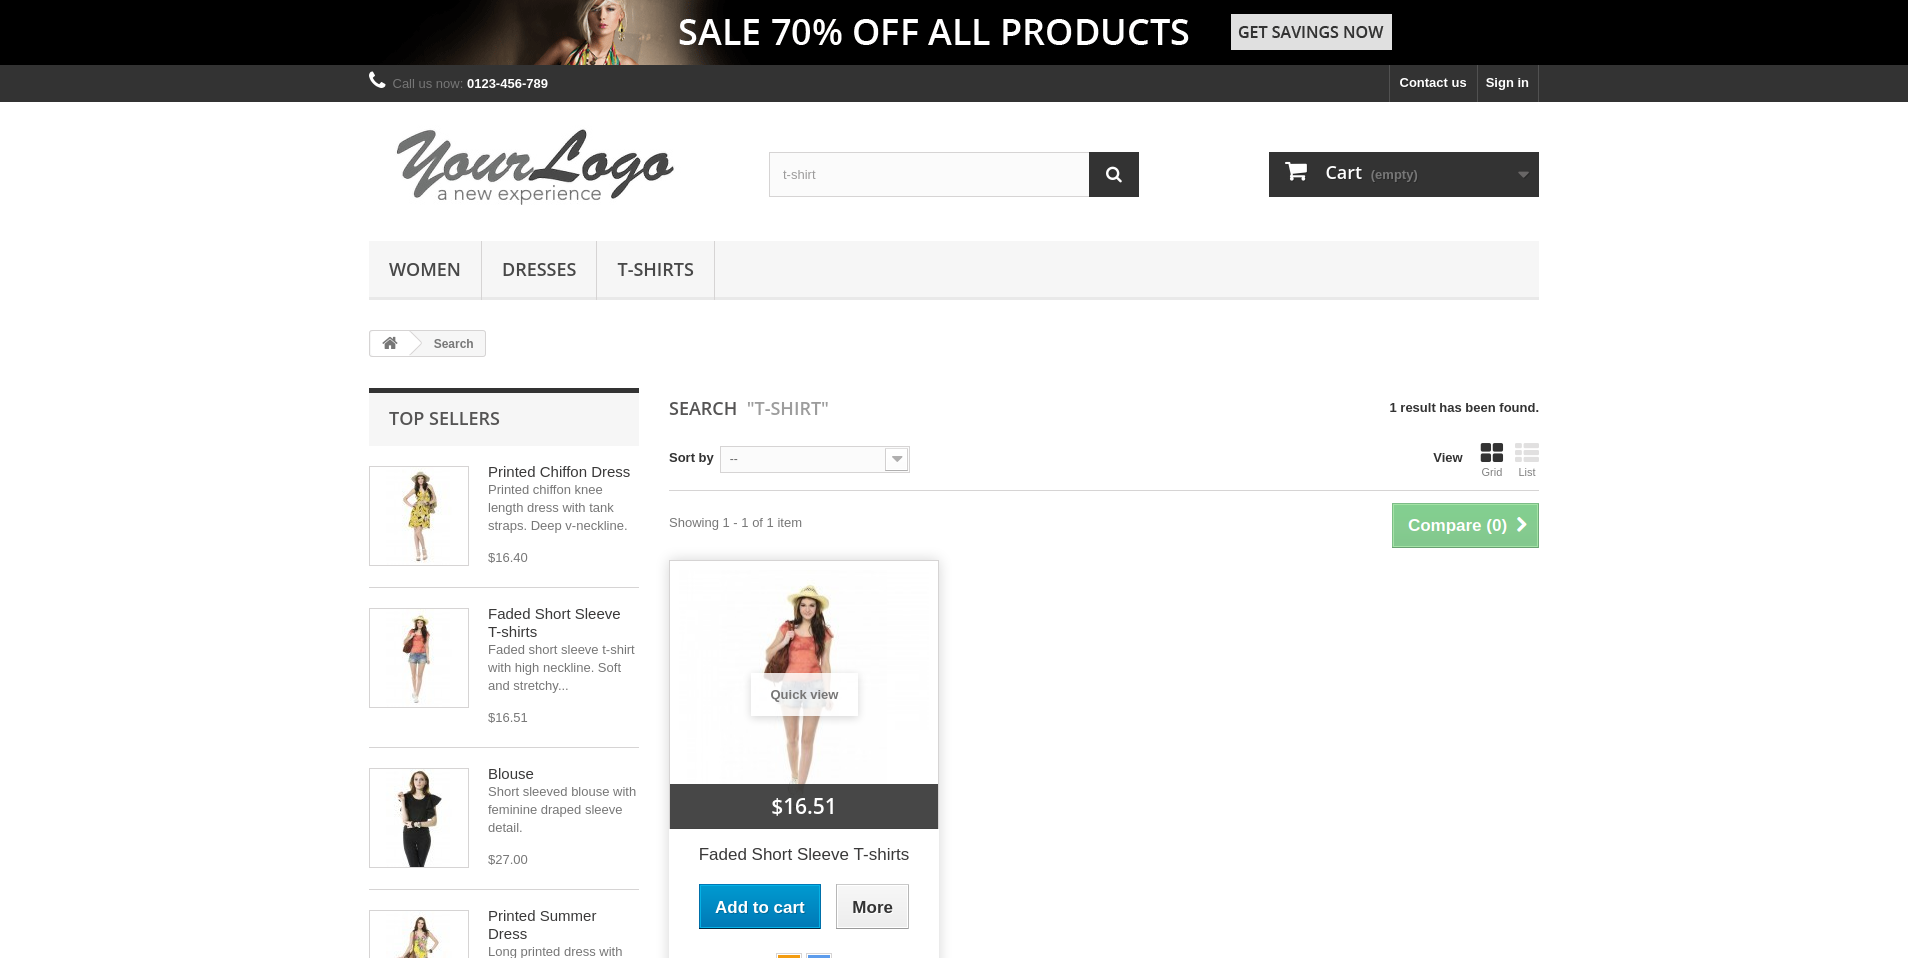 SALE 70% OFF ALL PRODUCTS
GET SAVINGS NOW
Call us now: 0123-456-789
Contact us
Sign in
YourLogo
a new experience
t-shirt
Cart (empty)
WOMEN
DRESSES
T-SHIRTS
Search
TOP SELLERS
Printed Chiffon Dress
Printed chiffon knee
length dress with tank
straps. Deep v-neckline.
$16.40
Faded Short Sleeve
T-shirts
Faded short sleeve t-shirt
with high neckline. Soft
and stretchy...
$16.51
Blouse
Short sleeved blouse with
feminine draped sleeve
detail.
$27.00
Printed Summer
Dress
Long printed dress with
SEARCH "T-SHIRT"
1 result has been found.
Sort by
--
View
Grid
List
Showing 1 - 1 of 1 item
Compare (0)
Quick view
$16.51
Faded Short Sleeve T-shirts
Add to cart
More